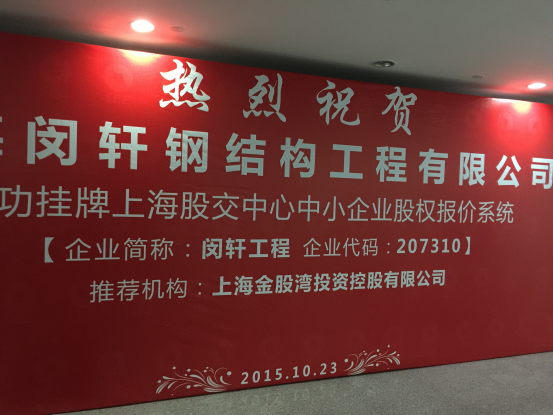 热烈祝贺
闵轩钢结构工程有限公司
功挂牌上海股交中心中小企业股权报价系统
【企业简称：闵轩工程 企业代码：207310】
推荐机构：上海金股湾投资控股有限公司
2015.10.23